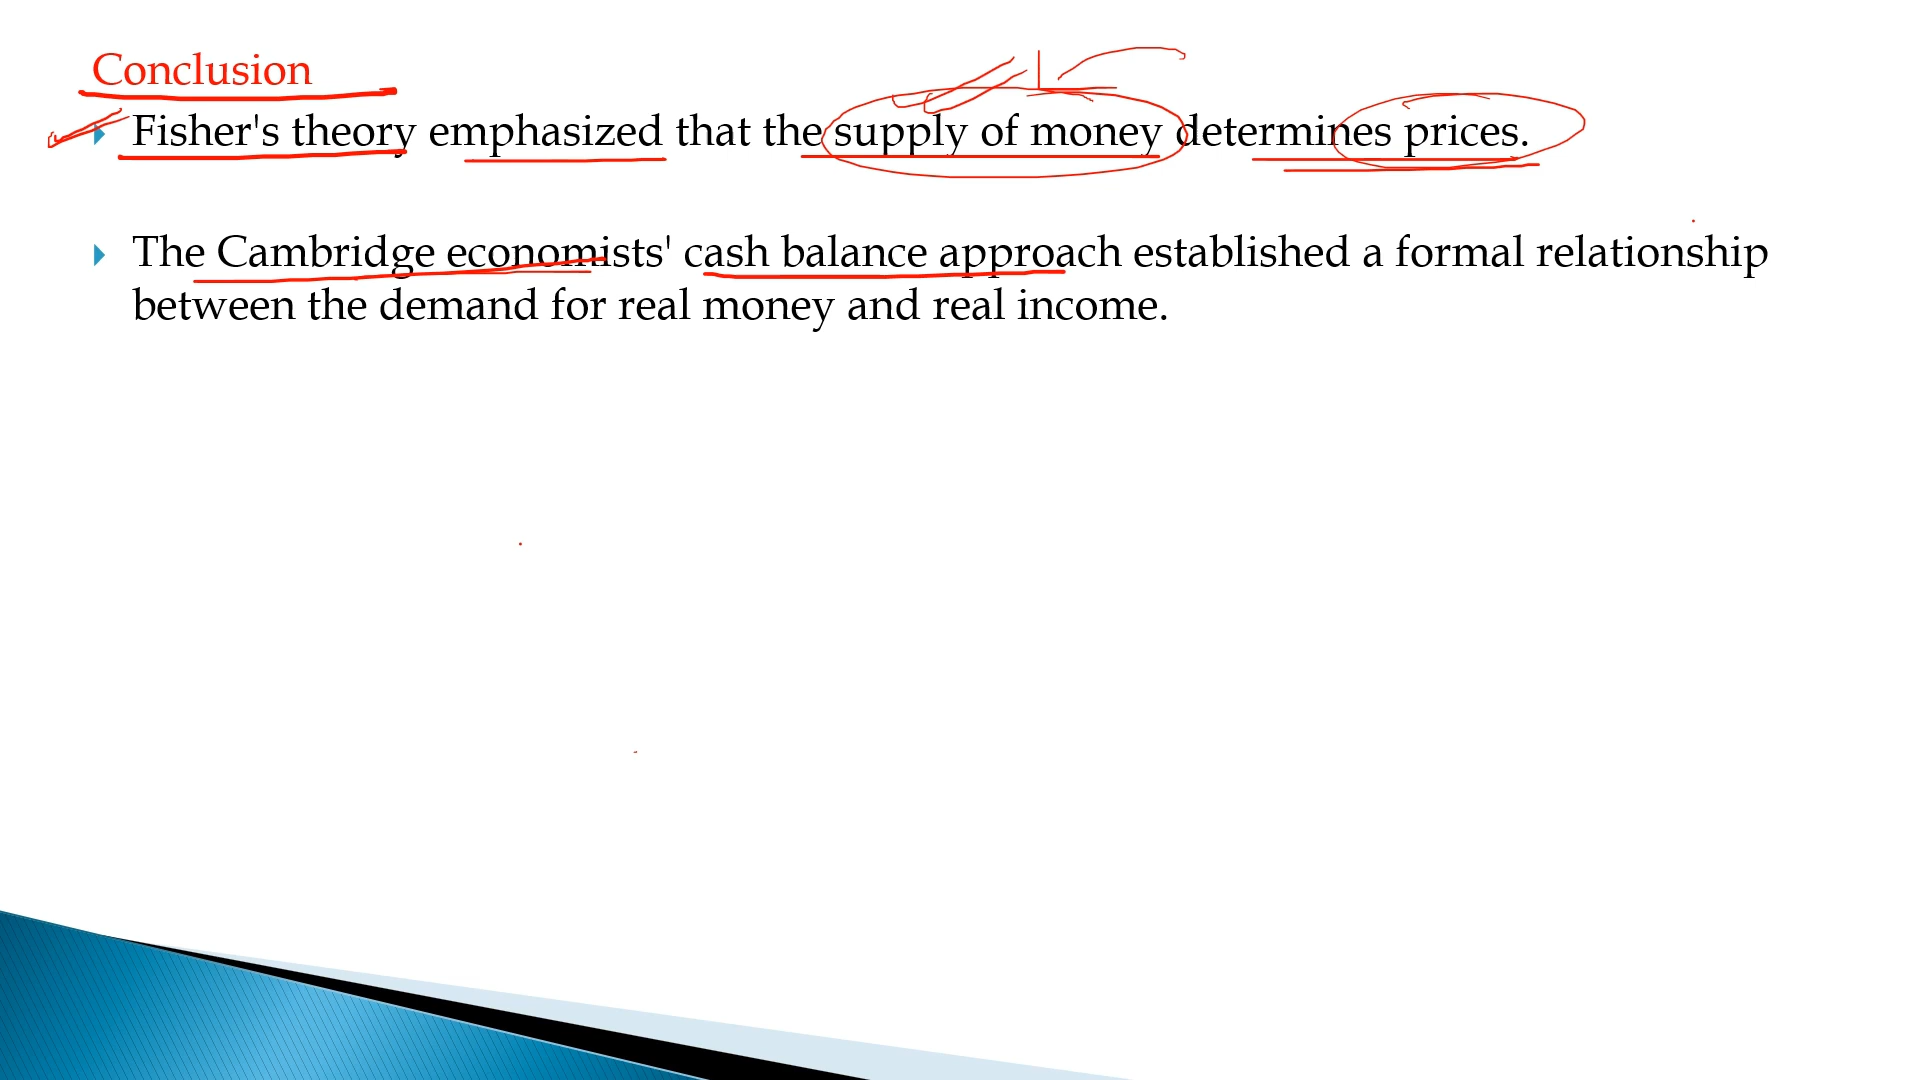 Conclusion
Fisher's theory emphasized that the supply of money determines prices.
The Cambridge economists' cash balance approach established a formal relationship
between the demand for real money and real income.